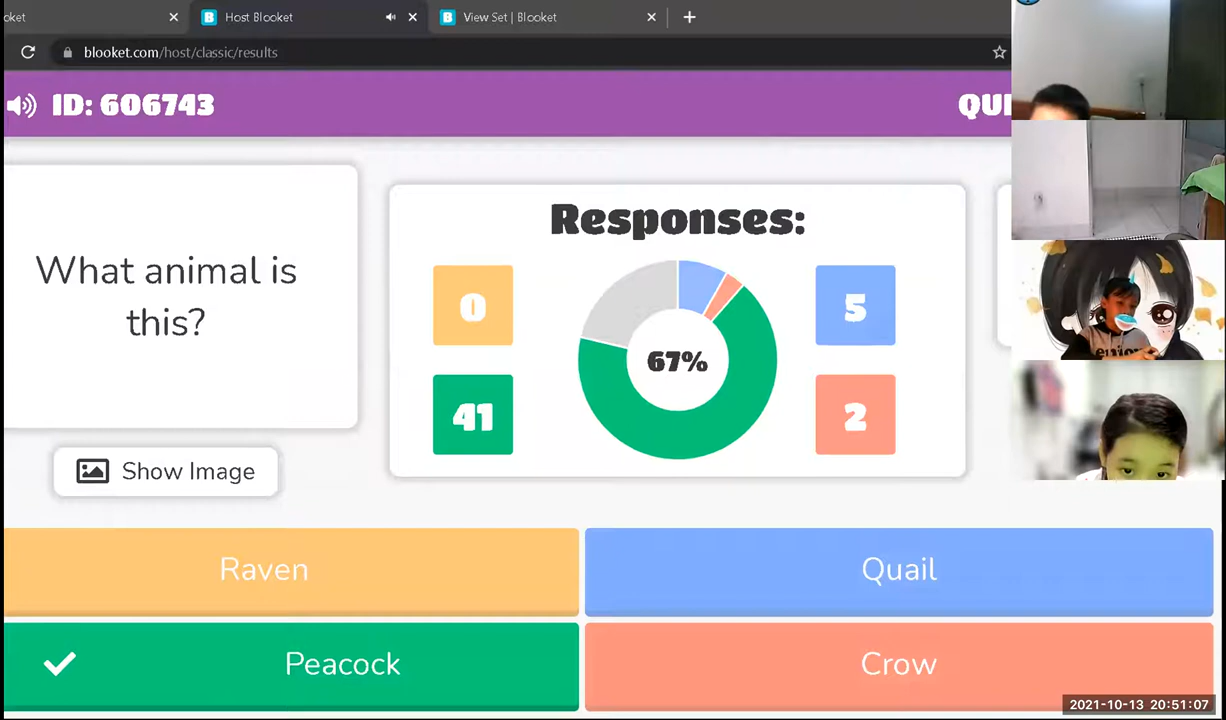 ooket
Host Blooket
View Set | Blooket
blooket.com/host/classic/results
ID: 606743
QUI
What animal is
this?
Show Image
Responses:
0
5
67%
41
2
Raven
Quail
Peacock
Crow
2021-10-13 20:51:07